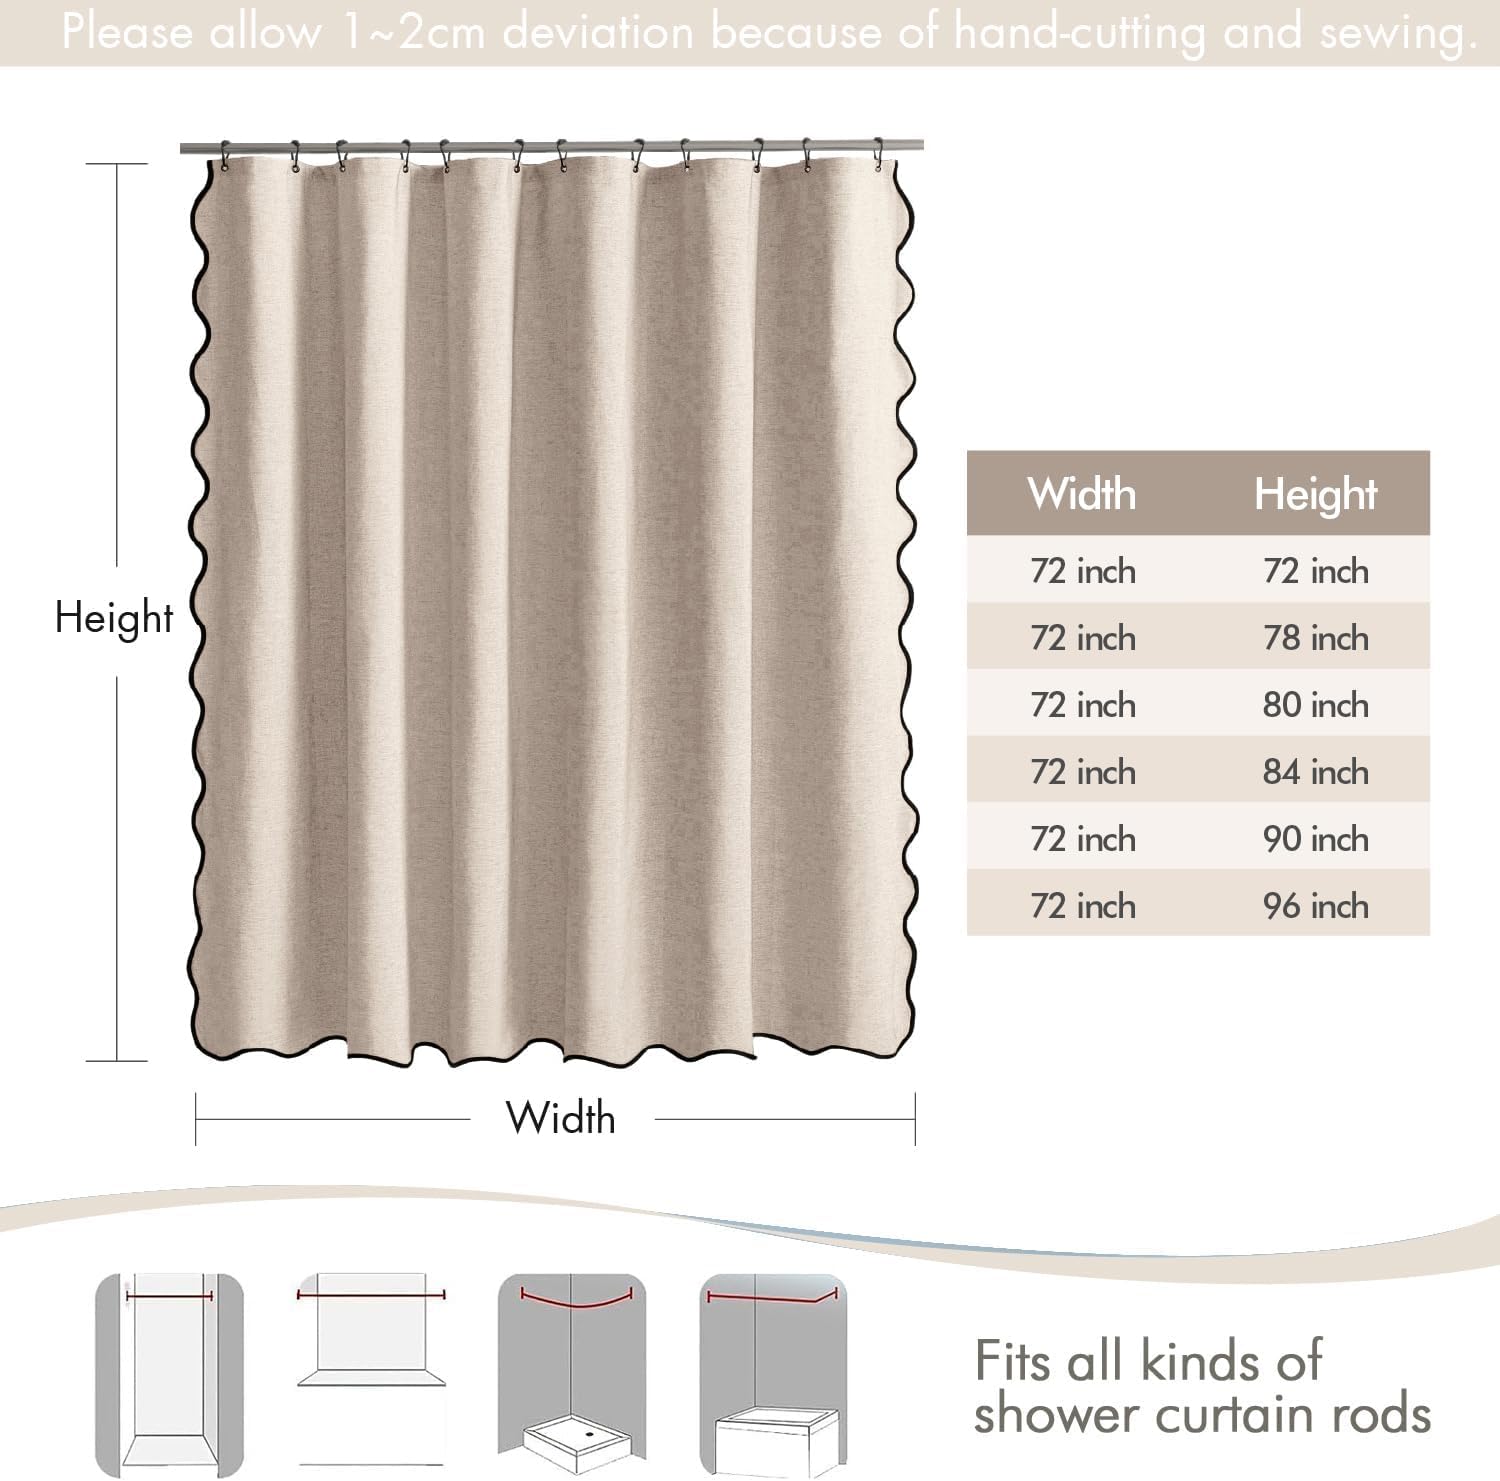 Please allow 1~2cm deviation because of hand-cutting and sewing.
Height
Width
Width Height
72 inch 72 inch
72 inch 78 inch
72 inch 80 inch
72 inch 84 inch
72 inch 90 inch
72 inch 96 inch
Fits all kinds of
shower curtain rods